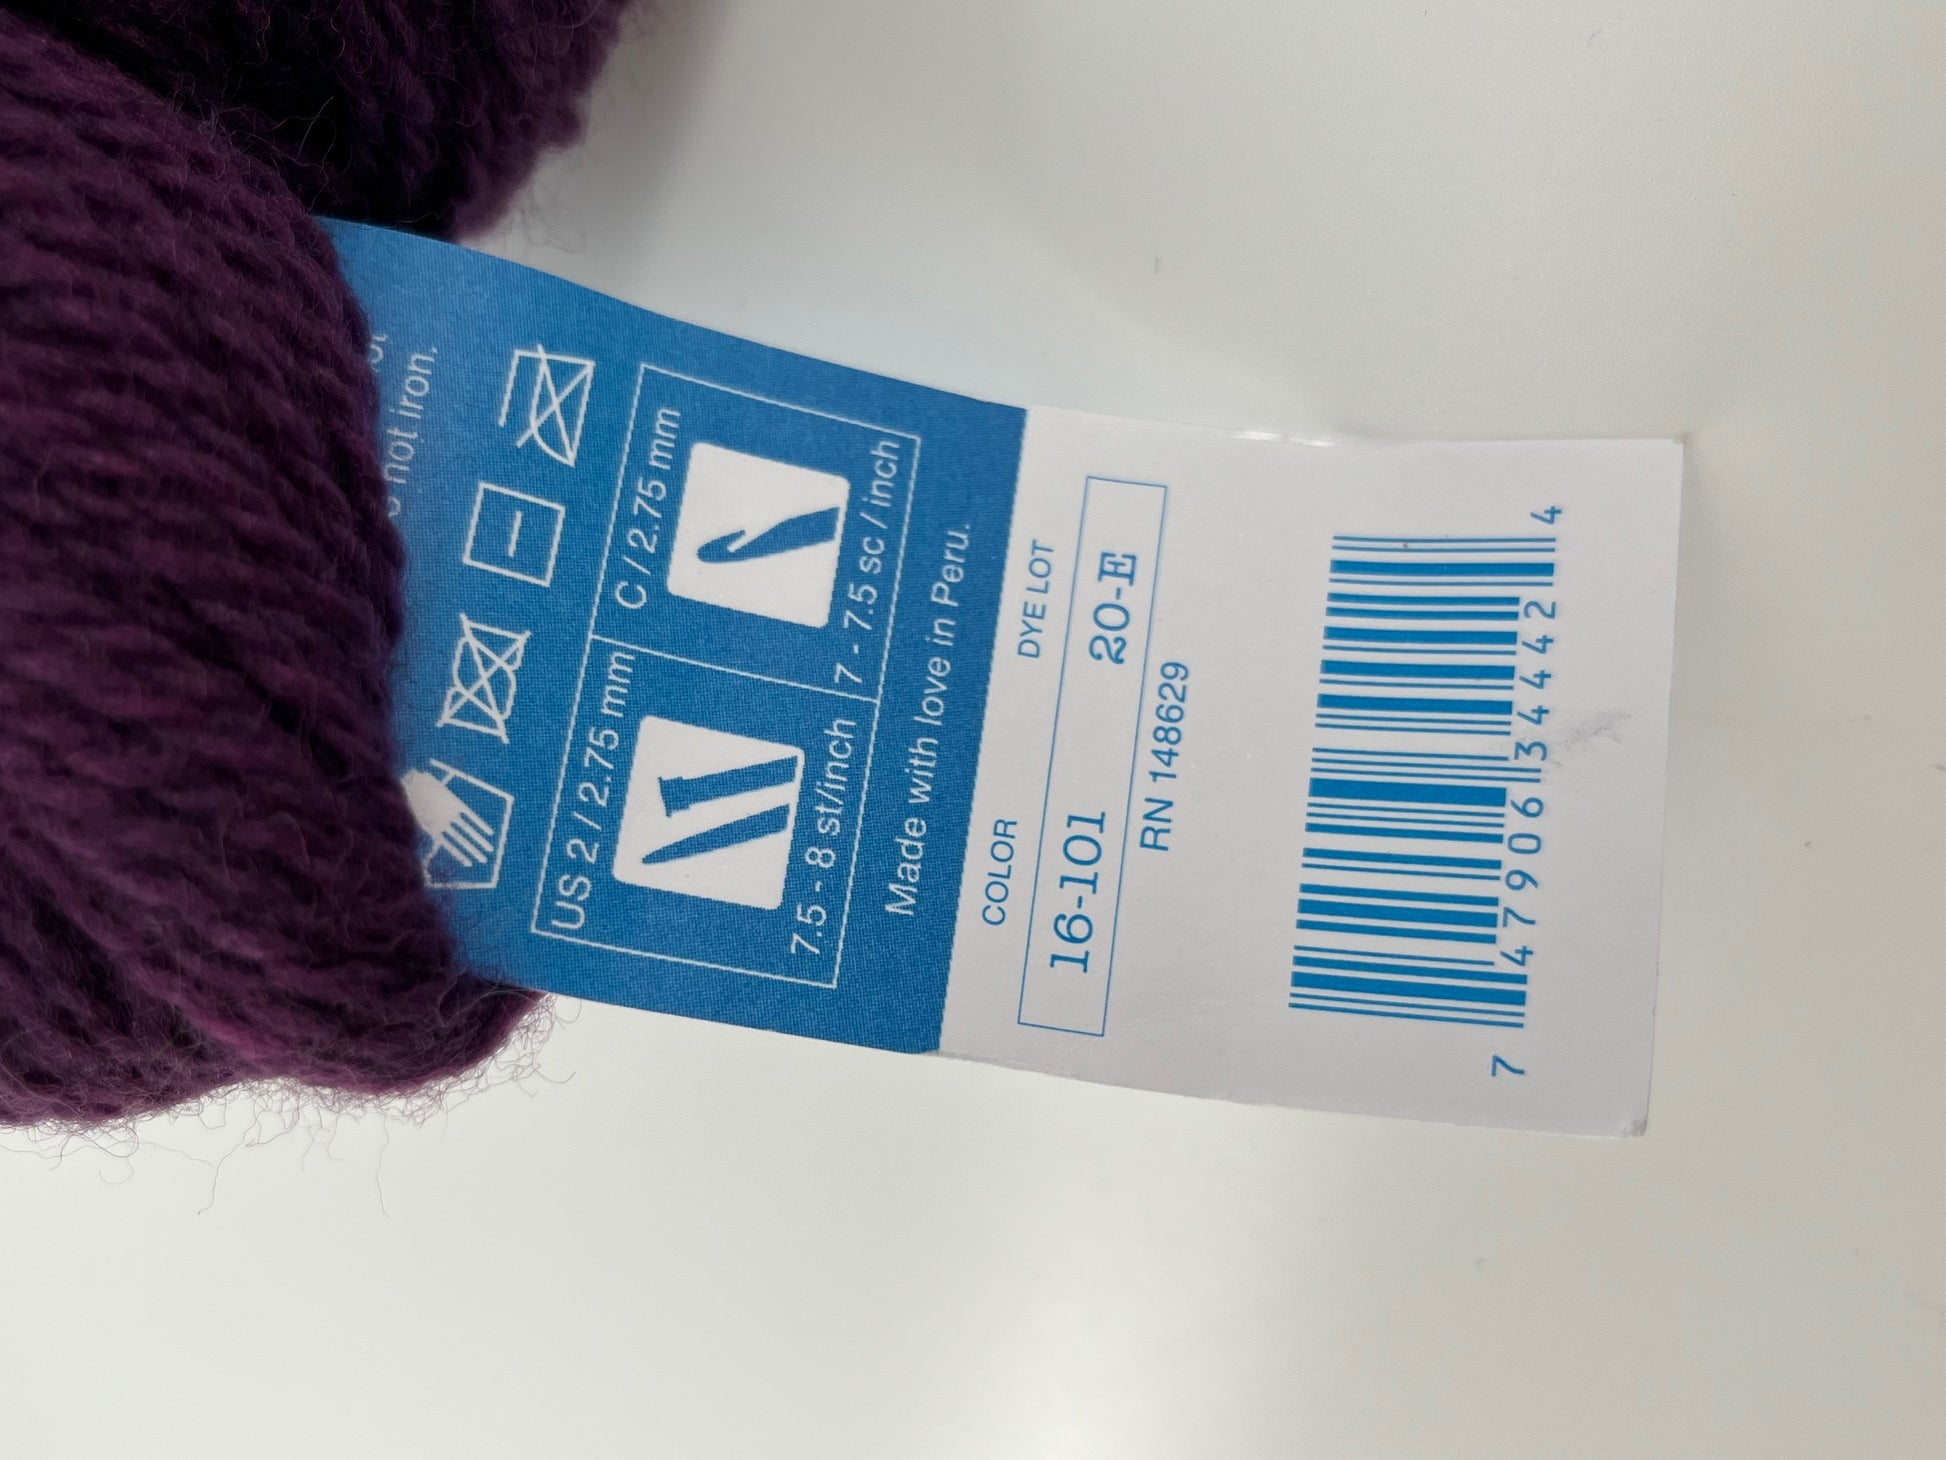 not iron.
US 2 / 2.75 mm
C / 2.75 mm
7.5 - 8 st/inch
7 - 7.5 sc / inch
Made with love in Peru.
COLOR
DYE LOT
16-101
20-E
RN 148629
7 47906 34442 4